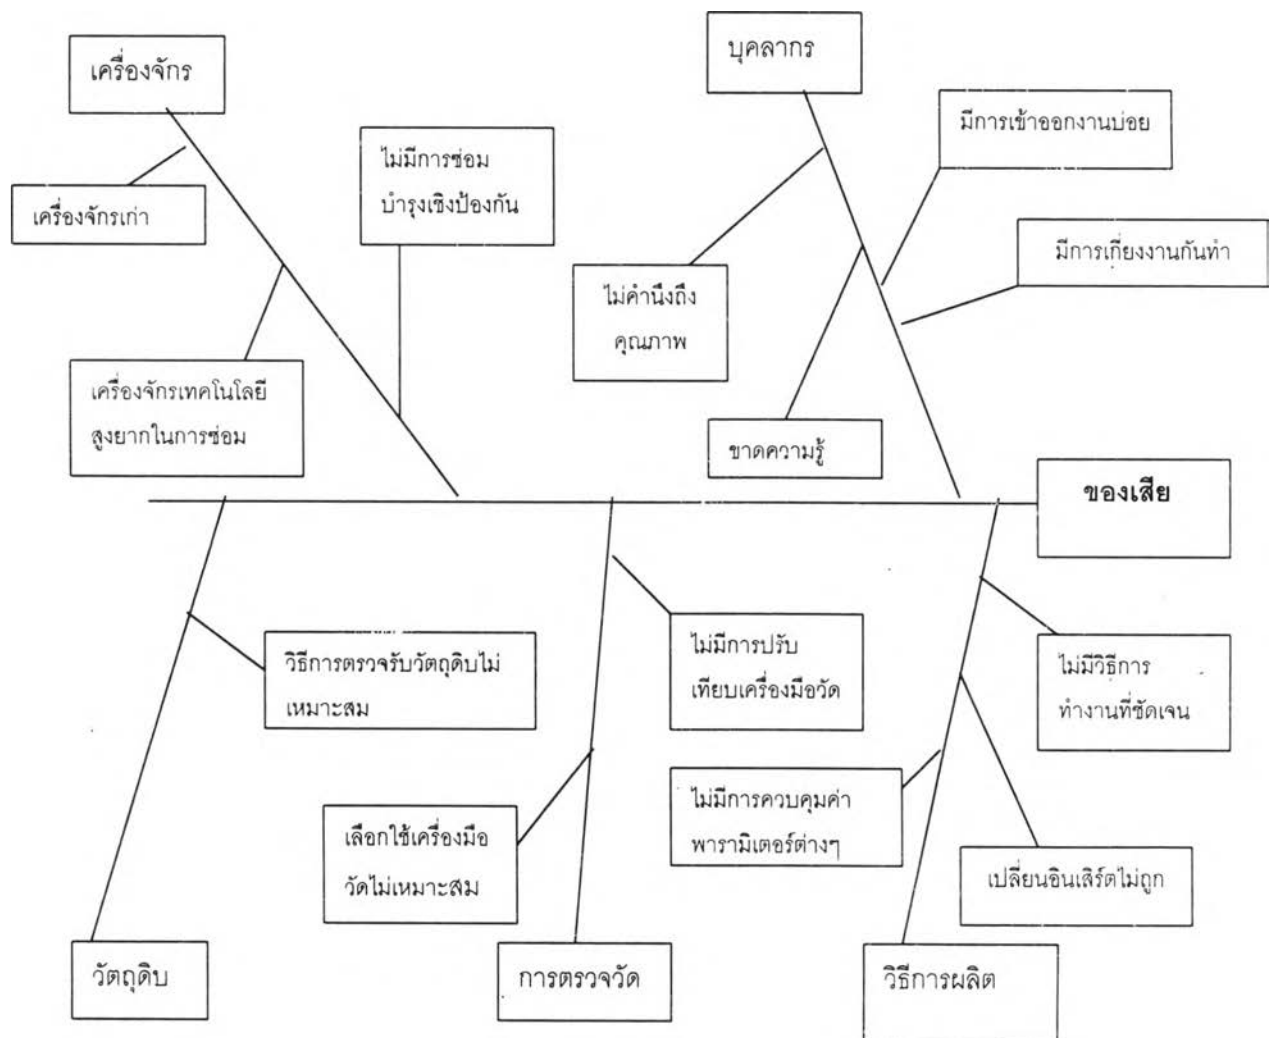 เครื่องจักร
บุคลากร
มีการเข้าออกงานบ่อย
ไม่มีการซ่อม
บำรุงเชิงป้องกัน
เครื่องจักรเก่า
มีการเกี่ยงงานกันทำ
ไม่คำนึงถึง
คุณภาพ
เครื่องจักรเทคโนโลยี
สูงยากในการซ่อม
ขาดความรู้
ของเสีย
วิธีการตรวจรับวัตถุดิบไม่
เหมาะสม
ไม่มีการปรับ
เทียบเครื่องมือวัด
ไม่มีวิธีการ
ทำงานที่ชัดเจน
เลือกใช้เครื่องมือ
วัดไม่เหมาะสม
ไม่มีการควบคุมค่า
พารามิเตอร์ต่างๆ
เปลี่ยนอินเสิร์ตไม่ถูก
วัตถุดิบ
การตรวจวัด
วิธีการผลิต